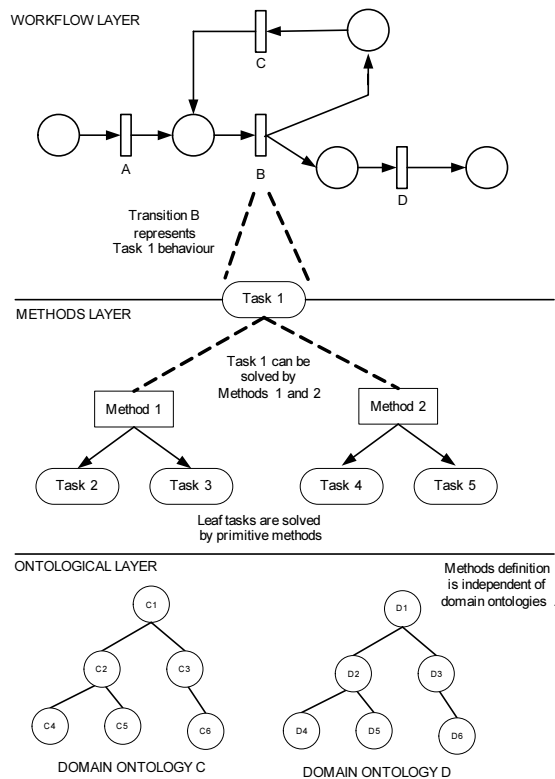 WORKFLOW LAYER
C
A
B
D
Transition B
represents
Task 1 behaviour
Task 1
METHODS LAYER
Task 1 can be
solved by
Methods 1 and 2
Method 1
Method 2
Task 2
Task 3
Task 4
Task 5
Leaf tasks are solved
by primitive methods
ONTOLOGICAL LAYER
Methods definition
is independent of
domain ontologies .
C1
D1
C2
C3
D2
D3
C4
C5
C6
D4
D5
D6
DOMAIN ONTOLOGY C
DOMAIN ONTOLOGY D